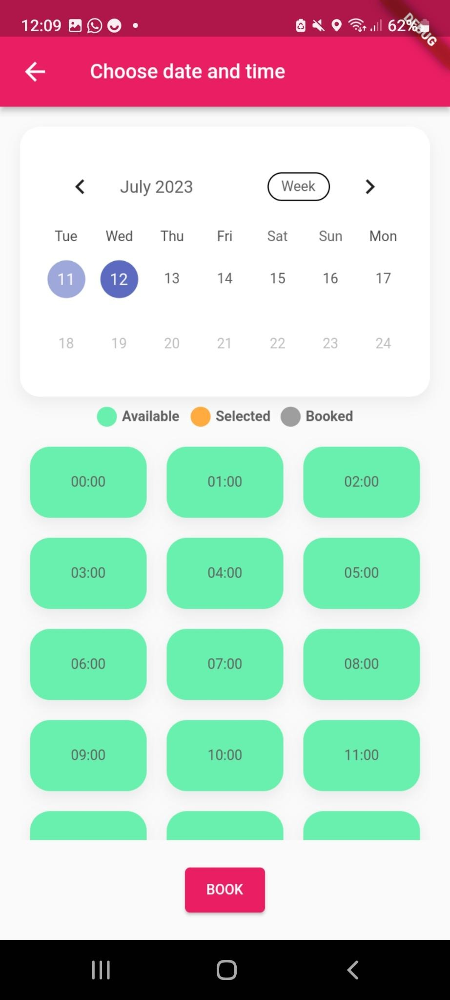 12:09 62%
DEBUG
Choose date and time
July 2023 Week
Tue Wed Thu Fri Sat Sun Mon
11 12 13 14 15 16 17
18 19 20 21 22 23 24
Available Selected Booked
00:00 01:00 02:00
03:00 04:00 05:00
06:00 07:00 08:00
09:00 10:00 11:00
BOOK